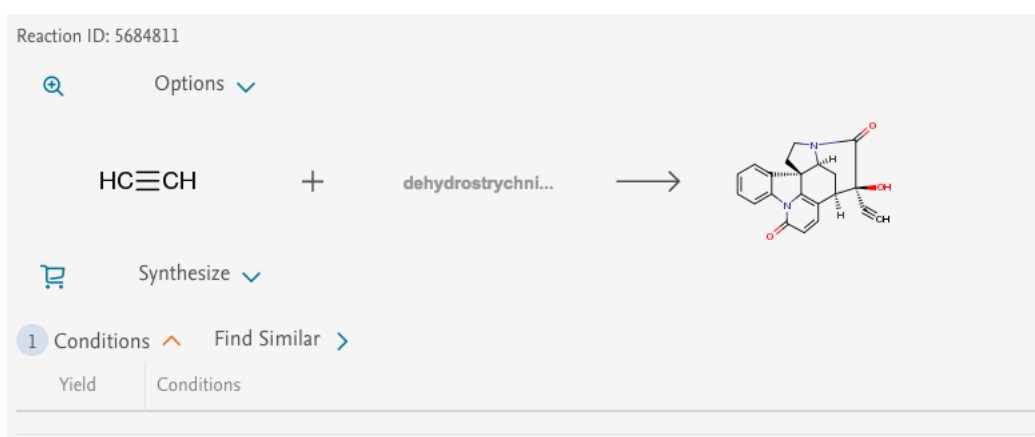 Reaction ID: 5684811
Options
HC≡CH + dehydrostrychni... N O H OH H CH N O
Synthesize
1 Conditions Find Similar
Yield Conditions